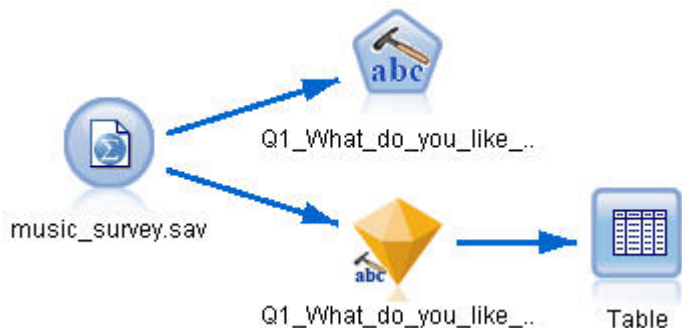 abc
Q1_What_do_you_like_..
music_survey.sav
abc
Q1_What_do_you_like_..
Table